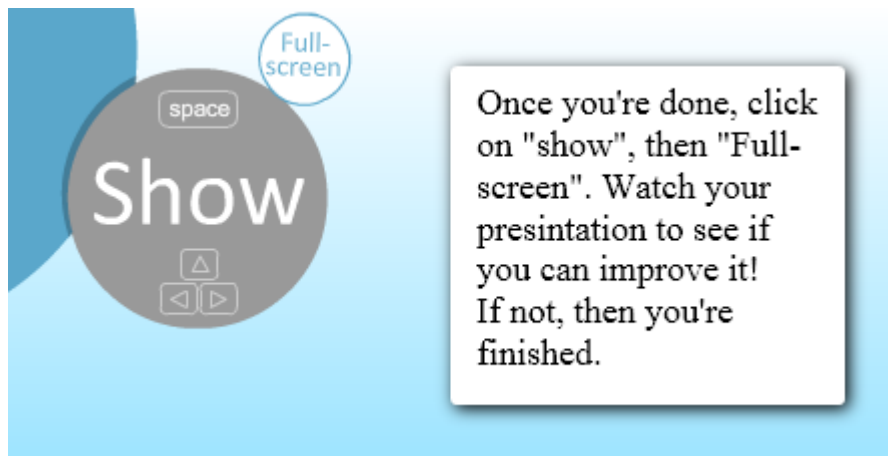 Full-
screen
space
Show
Once you're done, click
on "show", then "Full-
screen". Watch your
presintation to see if
you can improve it!
If not, then you're
finished.